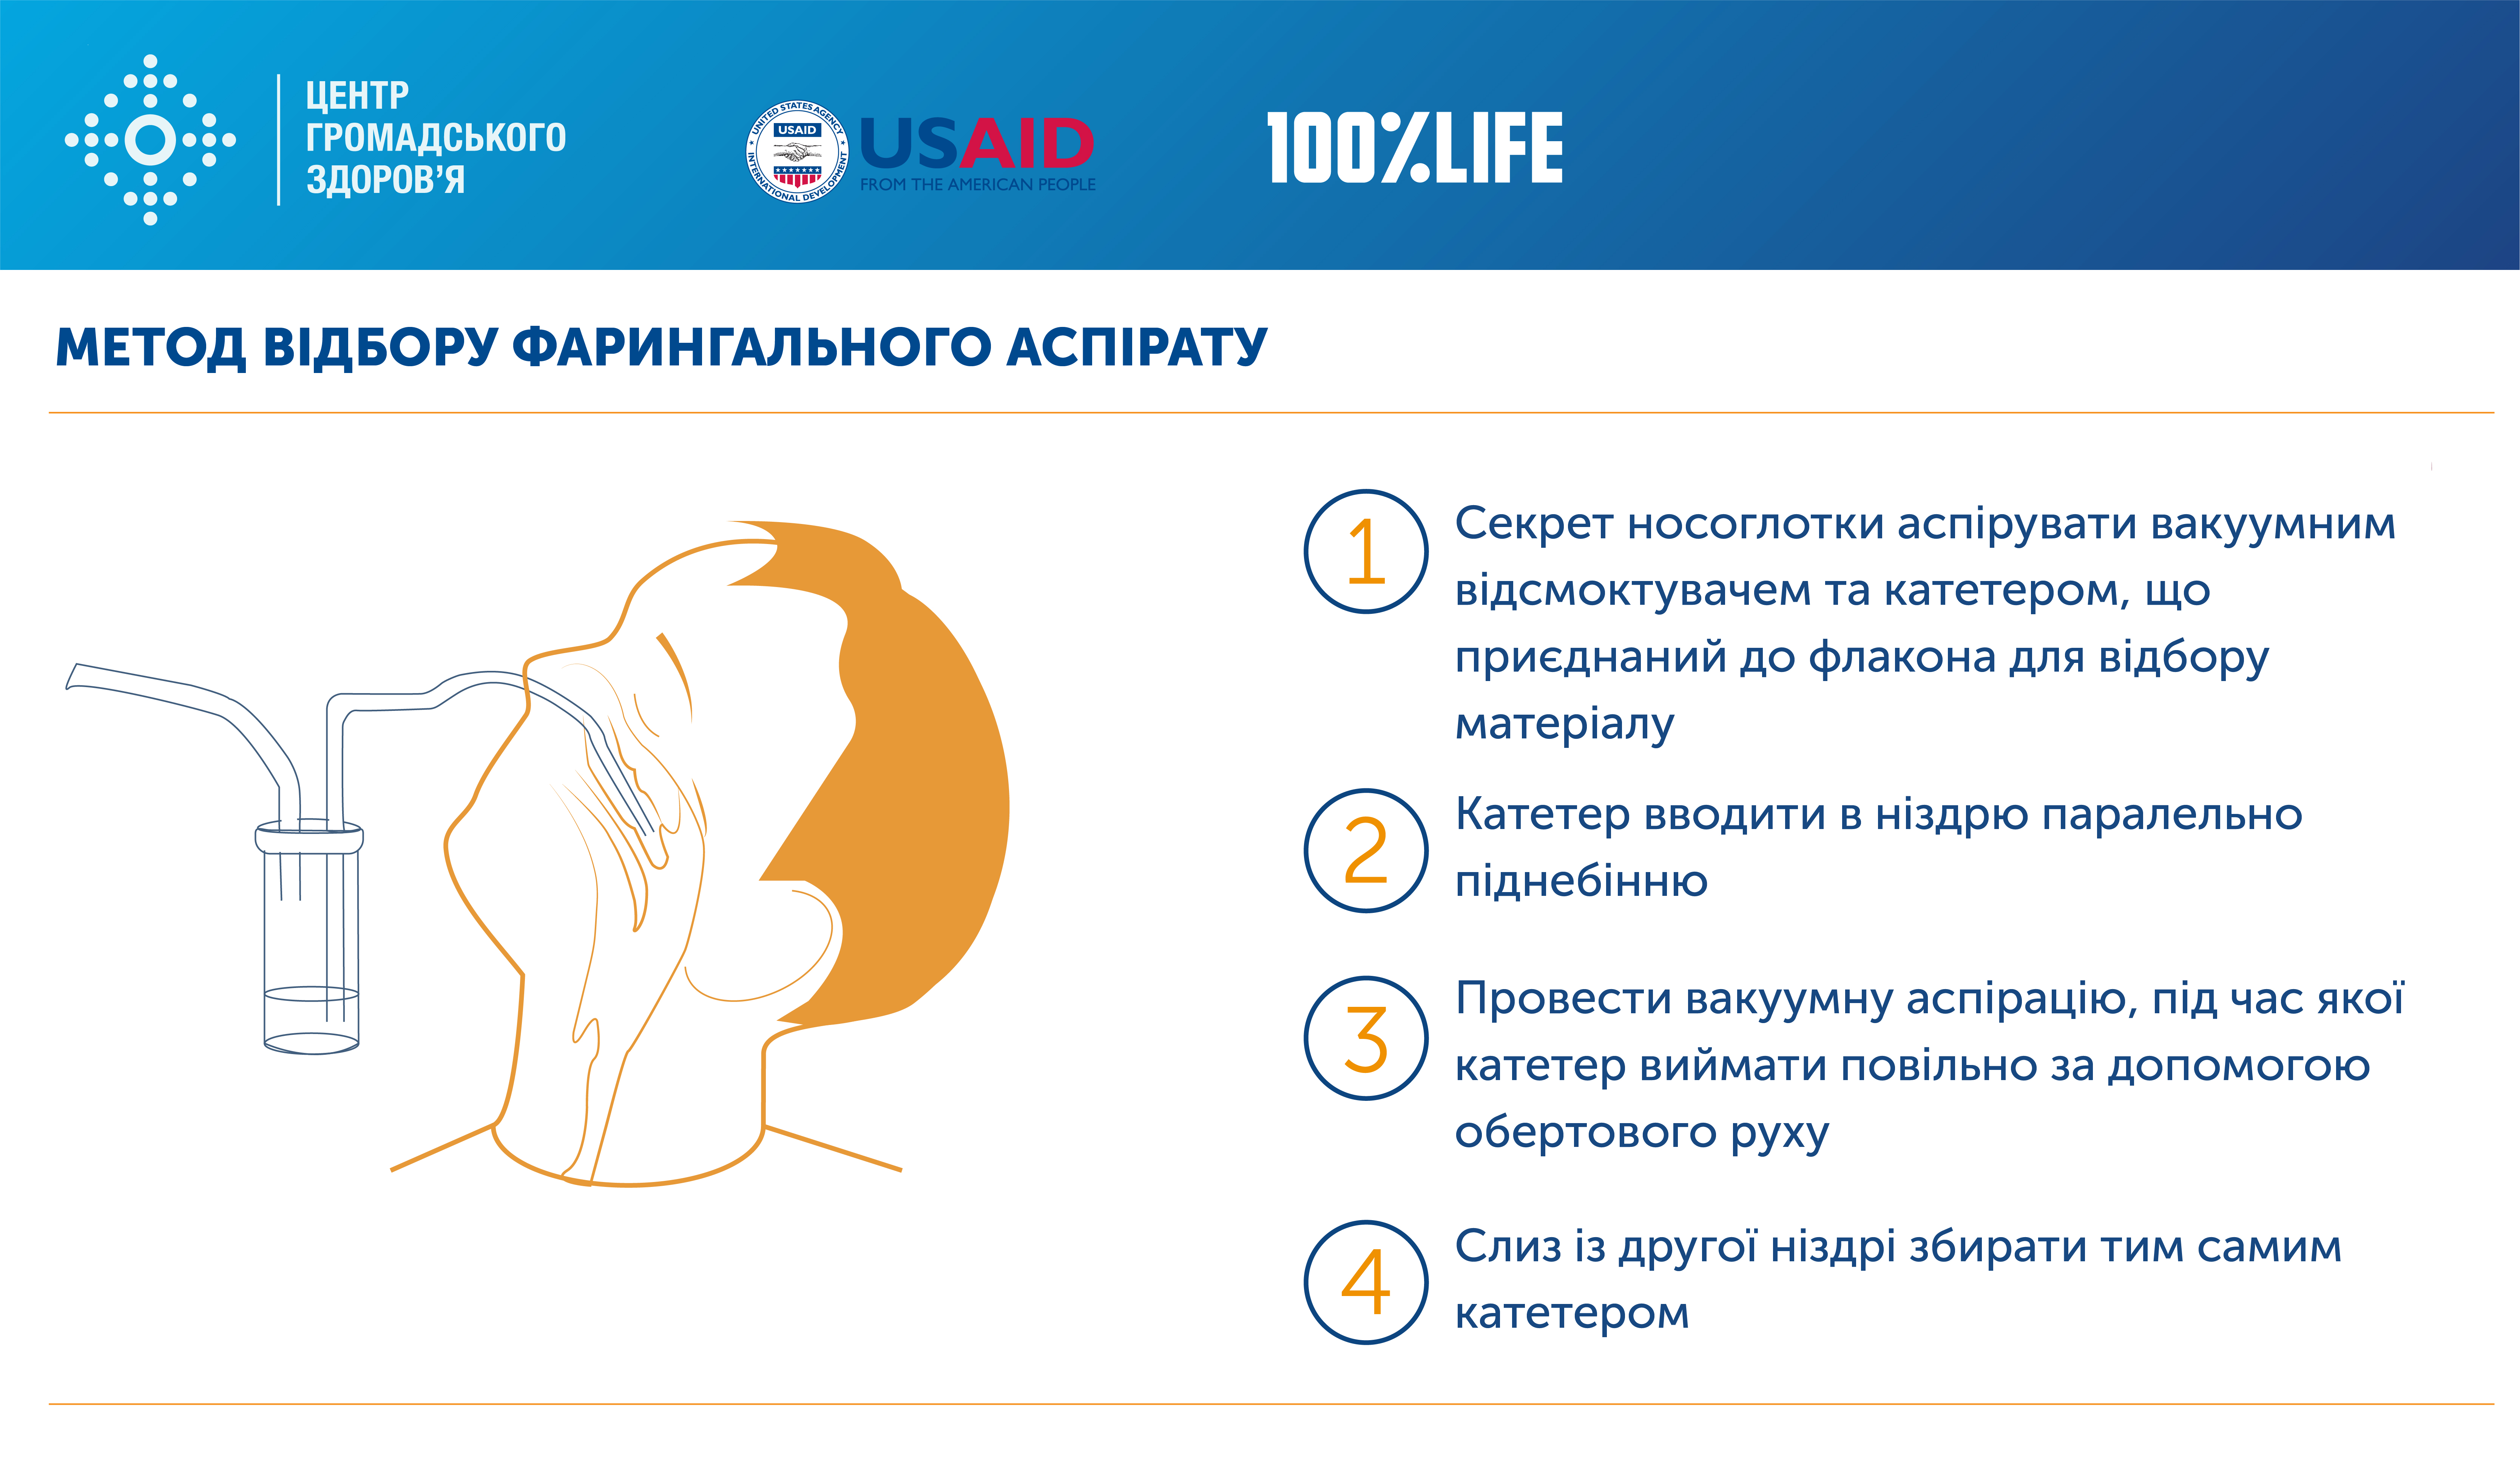 ЦЕНТР
ГРОМАДСЬКОГО
ЗДОРОВ’Я
UNITED STATES AGENCY
USAID
INTERNATIONAL DEVELOPMENT
USAID
FROM THE AMERICAN PEOPLE
100%LIFE
МЕТОД ВІДБОРУ ФАРИНГАЛЬНОГО АСПІРАТУ
1
Секрет носоглотки аспірувати вакуумним
відсмоктувачем та катетером, що
приєднаний до флакона для відбору
матеріалу
2
Катетер вводити в ніздрю паралельно
піднебінню
3
Провести вакуумну аспірацію, під час якої
катетер виймати повільно за допомогою
обертового руху
4
Слиз із другої ніздрі збирати тим самим
катетером